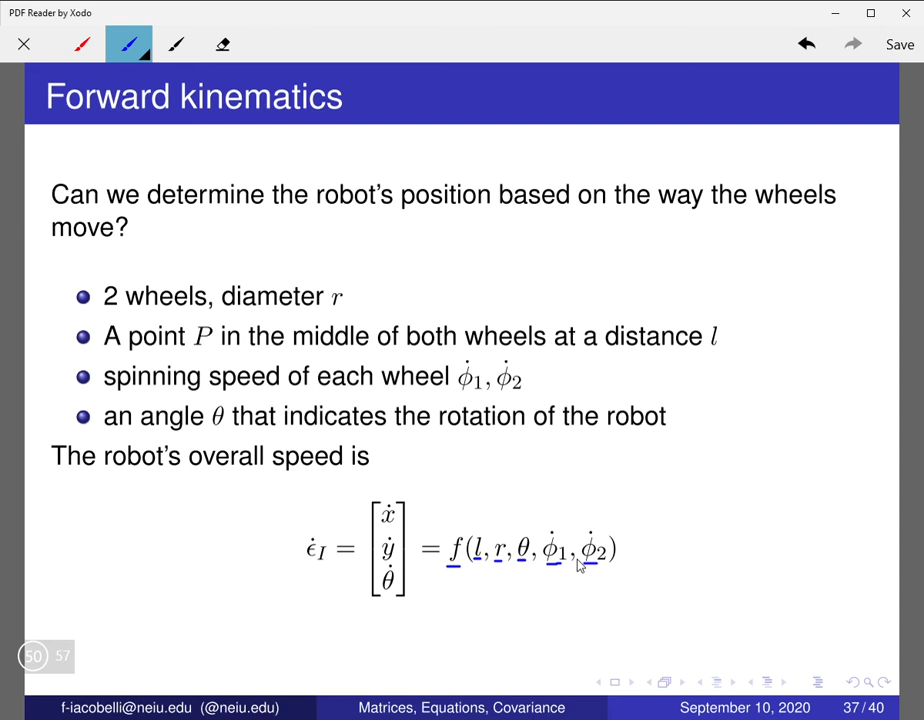 PDF Reader by Xodo
Save
Forward kinematics
Can we determine the robot's position based on the way the wheels
move?
2 wheels, diameter r
A point P in the middle of both wheels at a distance l
spinning speed of each wheel φ̇₁, φ̇₂
an angle θ that indicates the rotation of the robot
The robot's overall speed is
ϵ̇_I = [ẋ ẏ θ̇] = f(l, r, θ, φ̇₁, φ̇₂)
50 57
f-iacobelli@neiu.edu (@neiu.edu) Matrices, Equations, Covariance September 10, 2020 37 / 40